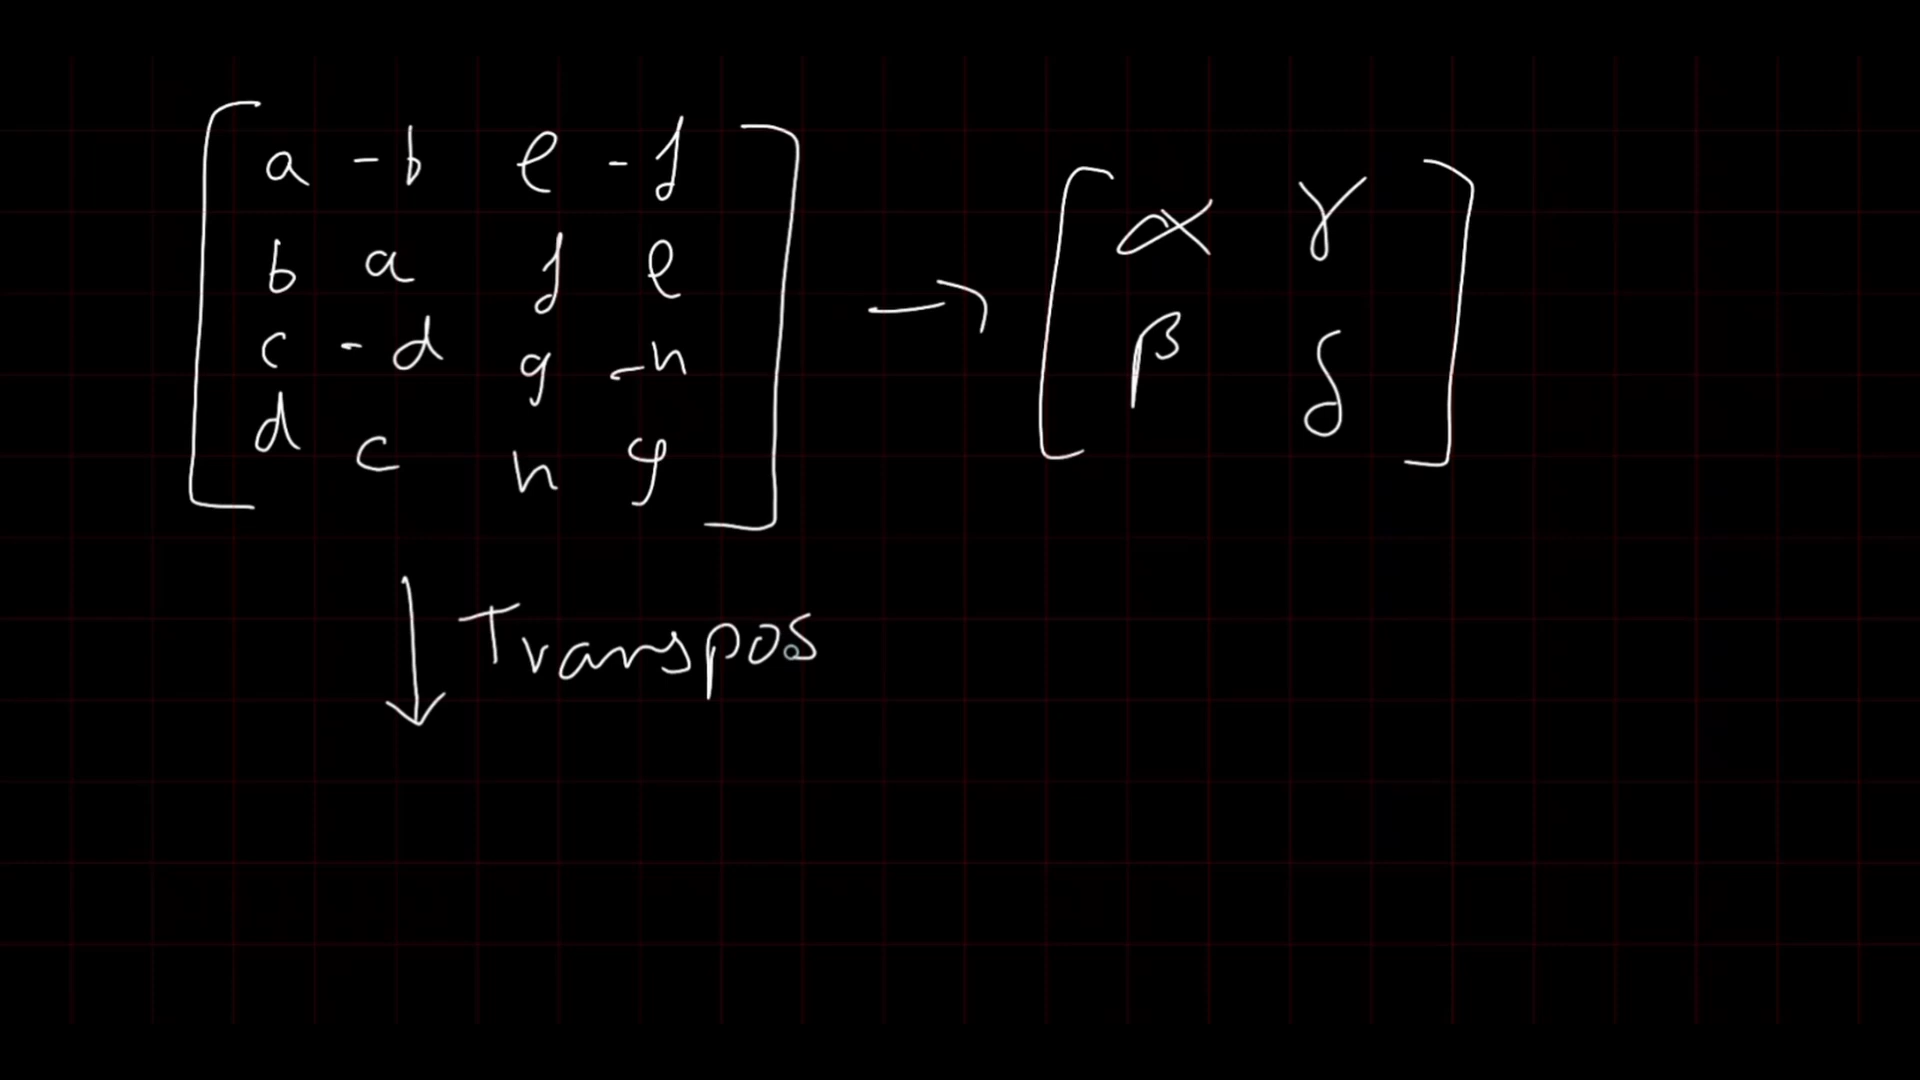 a -b e -f
b a f e → α γ
c -d g -h β δ
d c h g
↓ Transpos